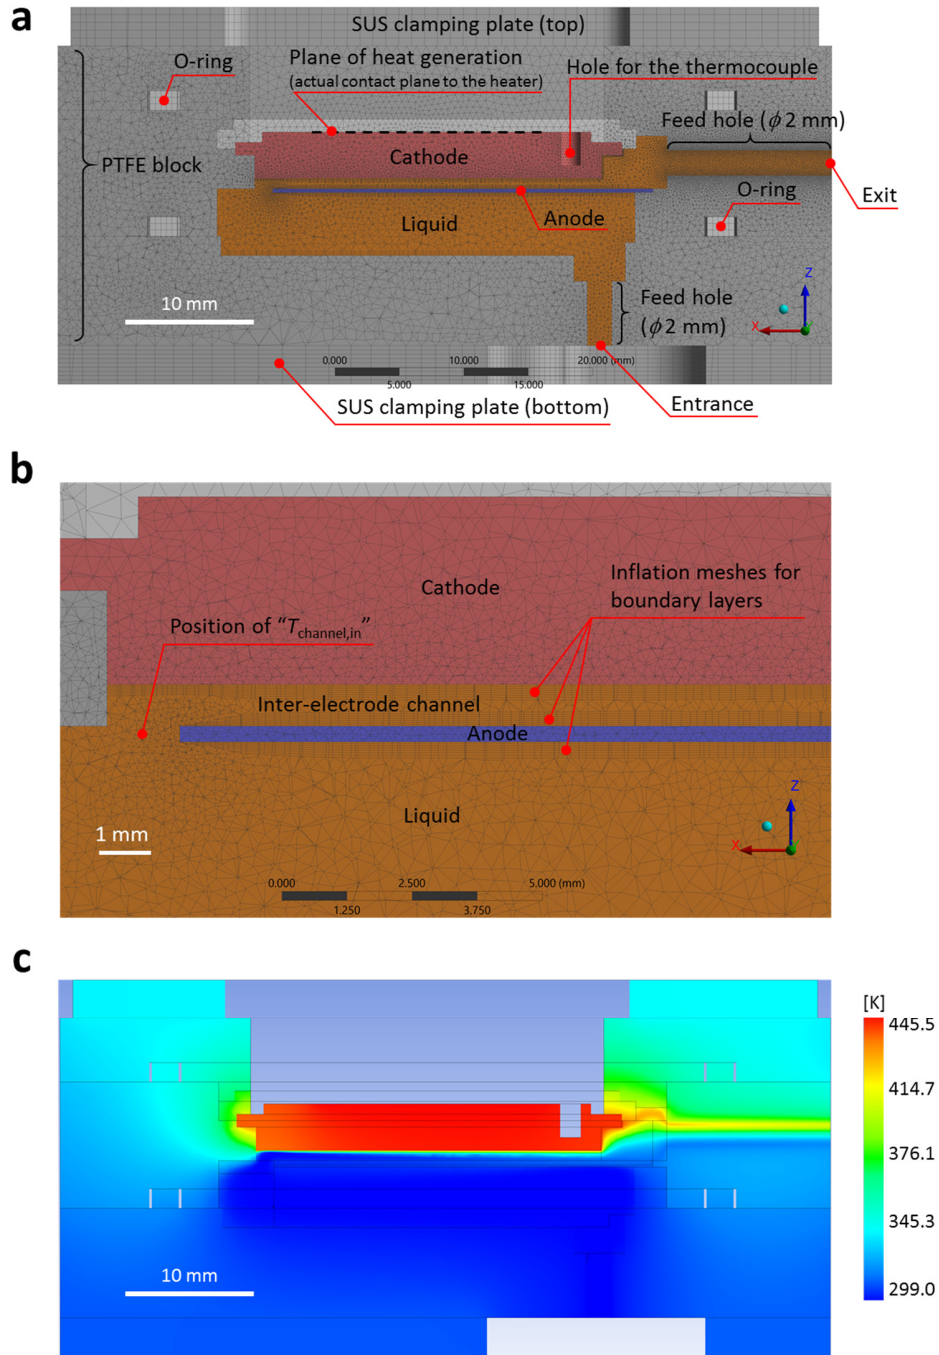 a
SUS clamping plate (top)
Plane of heat generation
(actual contact plane to the heater)
O-ring
Hole for the thermocouple
Feed hole (ϕ2 mm)
Cathode
PTFE block
Exit
O-ring
Anode
Liquid
Z
10 mm
Feed hole
(ϕ2 mm)
X
Y
0.000
10.000
20.000 (mm)
5.000
15.000
SUS clamping plate (bottom)
Entrance
b
Cathode
Inflation meshes for
boundary layers
Position of “Tchannel,in”
Inter-electrode channel
Anode
Liquid
Z
1 mm
X
0.000
2.500
5.000 (mm)
1.250
3.750
c
[K]
445.5
414.7
376.1
345.3
299.0
10 mm